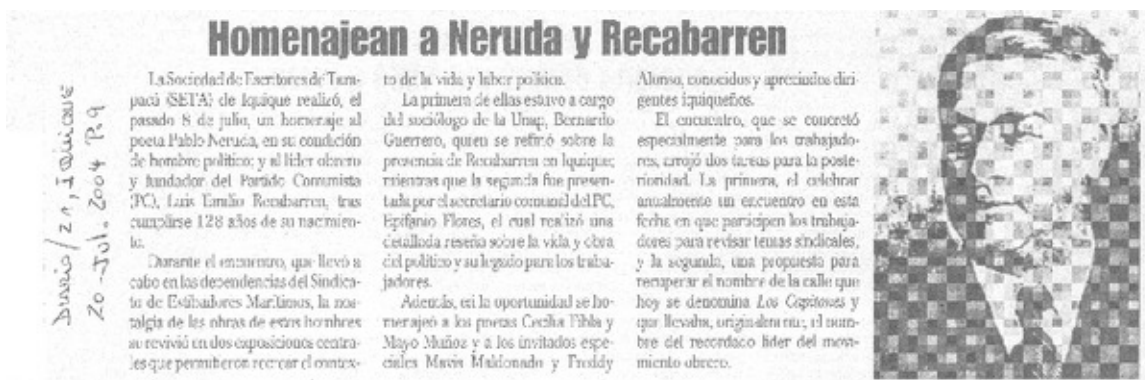 Homenajean a Neruda y Recabarren
Diario /21, Iquique
20-Jul. 2004 P.9
La Sociedad de Escritores de Tara-
pacá (SETA) de Iquique realizó, el
pasado 8 de julio, un homenaje al
poeta Pablo Neruda, en su condición
de hombre político; y al líder obrero
y fundador del Partido Comunista
(PC), Luis Emilio Recabarren, tras
cumplirse 128 años de su nacimien-
to.
Durante el encuentro, que llevó a
cabo en las dependencias del Sindica-
to de Estibadores Marítimos, la nos-
talgia de las obras de estos hombres
se revivió en dos exposiciones centra-
les que permitieron recrear el contex-
to de la vida y labor política.
La primera de ellas estuvo a cargo
del sociólogo de la Unap, Bernardo
Guerrero, quien se refirió sobre la
presencia de Recabarren en Iquique;
mientras que la segunda fue presen-
tada por el secretario comunal del PC,
Epifanio Flores, el cual realizó una
detallada reseña sobre la vida y obra
del político y su legado para los traba-
jadores.
Además, en la oportunidad se ho-
menajeó a los poetas Cecilia
Mayo Muñoz y a los invitados espe-
ciales Mavis Maldonado y Freddy
Alonso, conocidos y apreciados diri-
gentes iquiqueños.
El encuentro, que se concretó
especialmente para los trabajado-
res, arrojó dos tareas para la poste-
rioridad. La primera, el celebrar
anualmente un encuentro en esta
fecha en que participen los trabaja-
dores para revisar temas sindicales,
y la segunda, una propuesta para
recuperar el nombre de la calle que
hoy se denomina Los Capitanes y
que llevaba, originalmente, el nom-
bre del recordado líder del movi-
miento obrero.